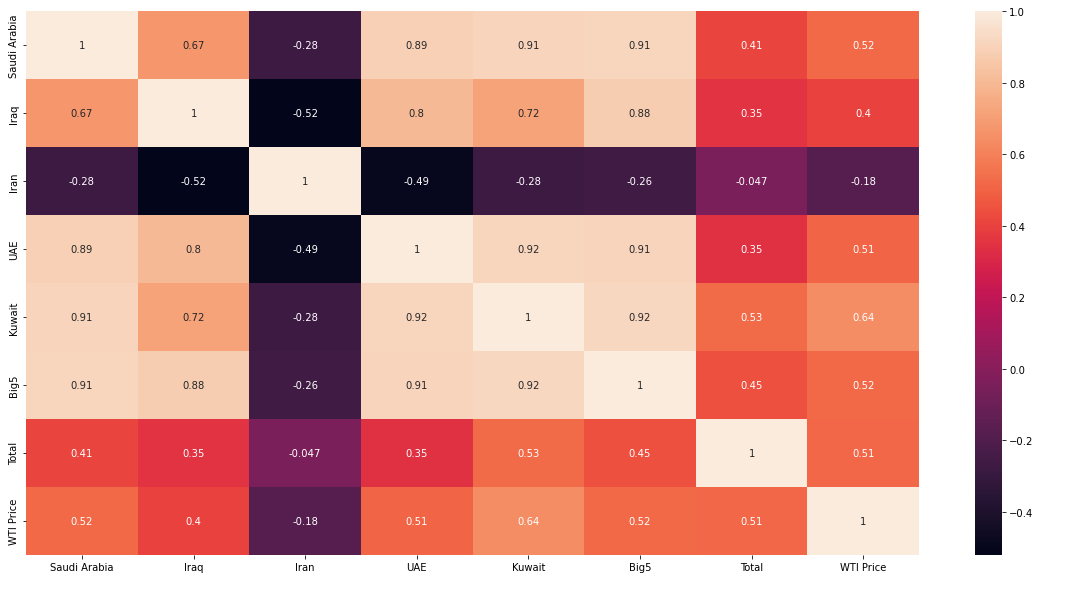 Saudi Arabia 1 0.67 -0.28 0.89 0.91 0.91 0.41 0.52
Iraq 0.67 1 -0.52 0.8 0.72 0.88 0.35 0.4
Iran -0.28 -0.52 1 -0.49 -0.28 -0.26 -0.047 -0.18
UAE 0.89 0.8 -0.49 1 0.92 0.91 0.35 0.51
Kuwait 0.91 0.72 -0.28 0.92 1 0.92 0.53 0.64
Big5 0.91 0.88 -0.26 0.91 0.92 1 0.45 0.52
Total 0.41 0.35 -0.047 0.35 0.53 0.45 1 0.51
WTI Price 0.52 0.4 -0.18 0.51 0.64 0.52 0.51 1
Saudi Arabia Iraq Iran UAE Kuwait Big5 Total WTI Price
1.0
0.8
0.6
0.4
0.2
0.0
−0.2
−0.4